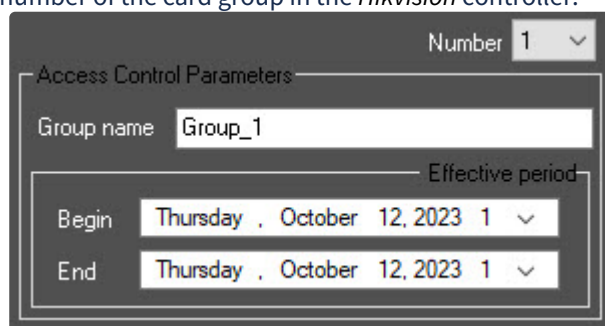 number of the card group in the Hikvision controller.
Number 1
Access Control Parameters
Group name Group_1
Effective period
Begin Thursday , October 12, 2023 1
End Thursday , October 12, 2023 1